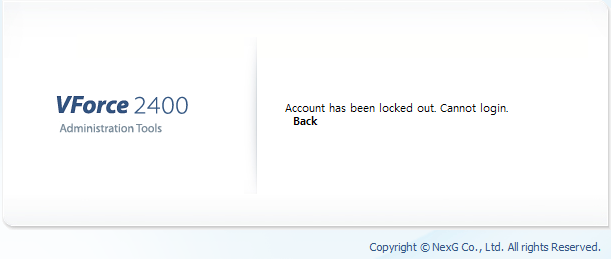 VForce 2400
Administration Tools
Account has been locked out. Cannot login.
Back
Copyright © NexG Co., Ltd. All rights Reserved.